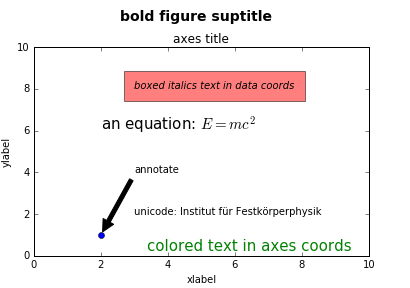 bold figure suptitle
axes title
10
boxed italics text in data coords
8
an equation: E = mc²
6
annotate
4
unicode: Institut für Festkörperphysik
2
colored text in axes coords
0
0 2 4 6 8 10
ylabel
xlabel